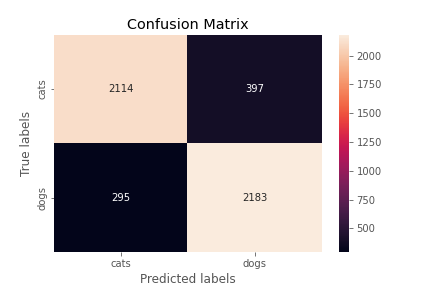 Confusion Matrix
True labels
cats
2114
397
dogs
295
2183
cats
dogs
Predicted labels
2000
1750
1500
1250
1000
750
500